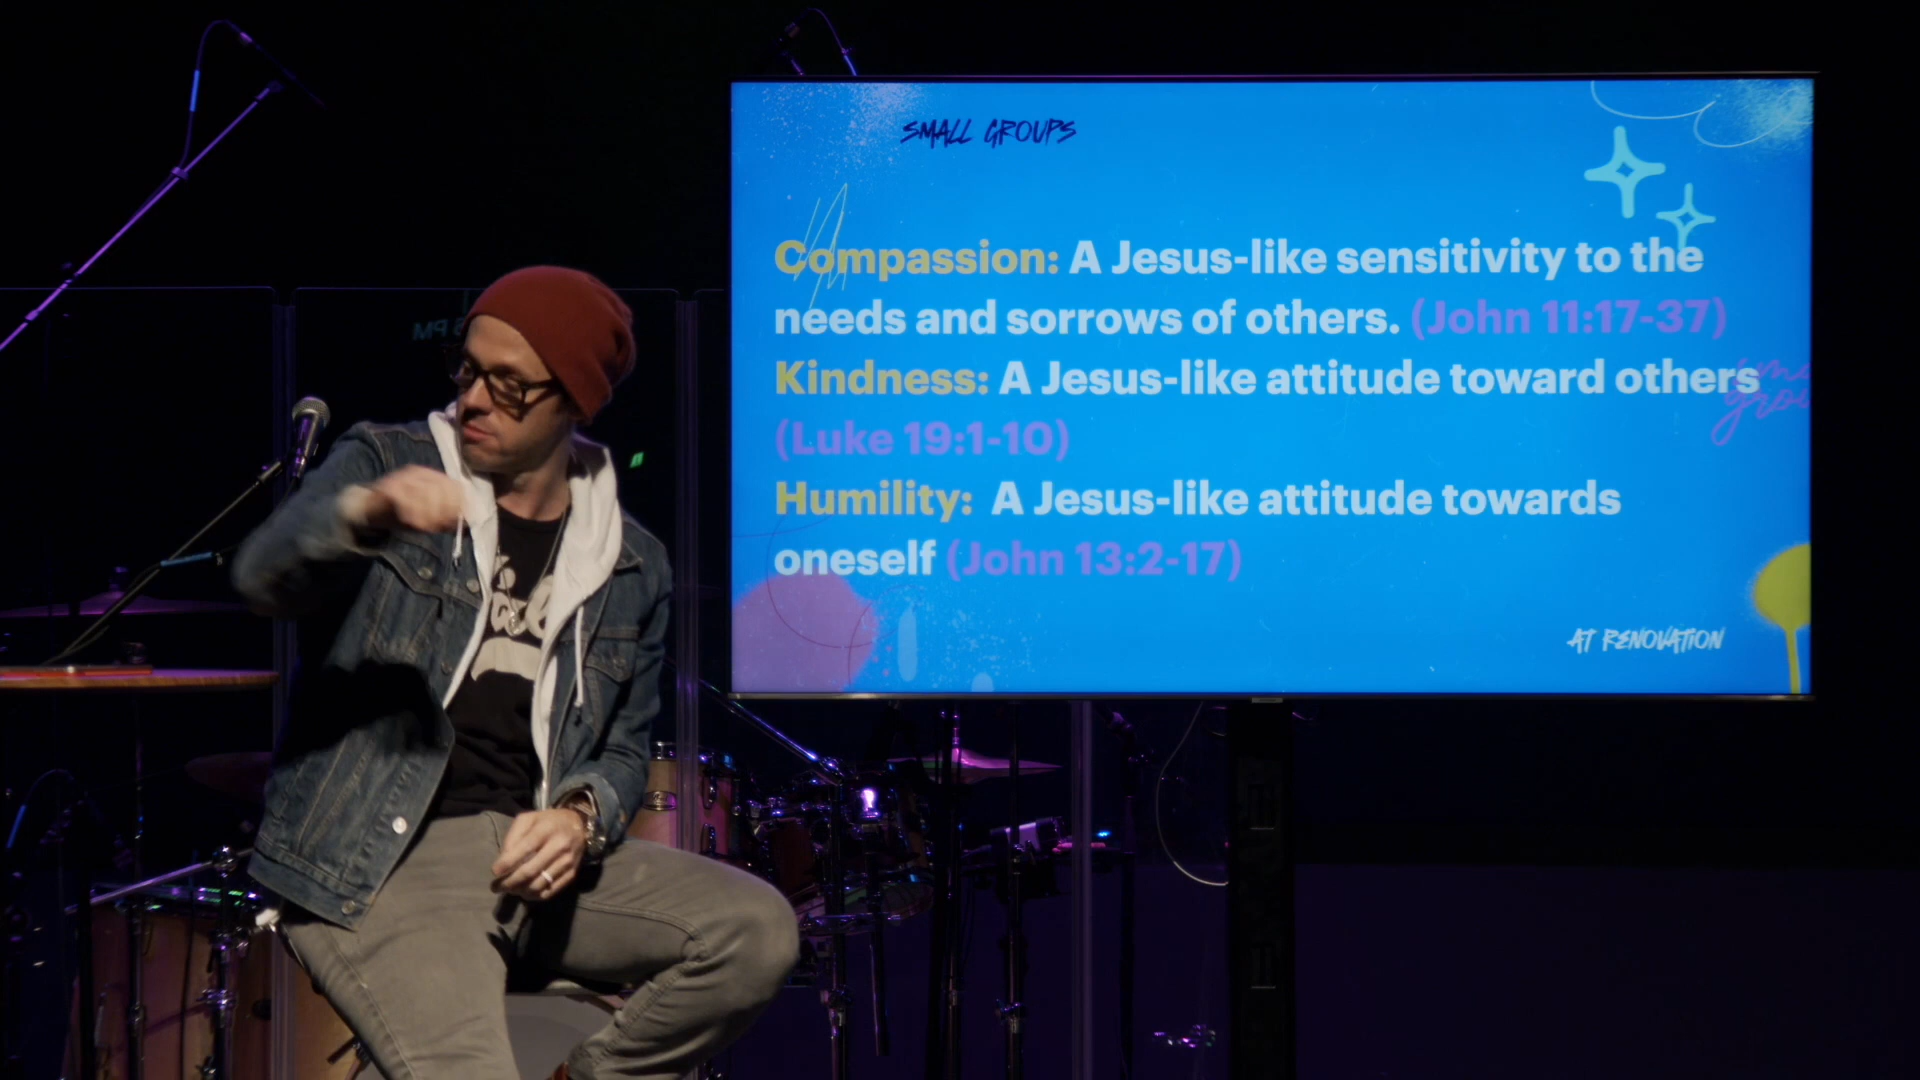 SMALL GROUPS
Compassion: A Jesus-like sensitivity to the
needs and sorrows of others. (John 11:17-37)
Kindness: A Jesus-like attitude toward others
(Luke 19:1-10)
Humility: A Jesus-like attitude towards
oneself (John 13:2-17)
AT RENOVATION
PM